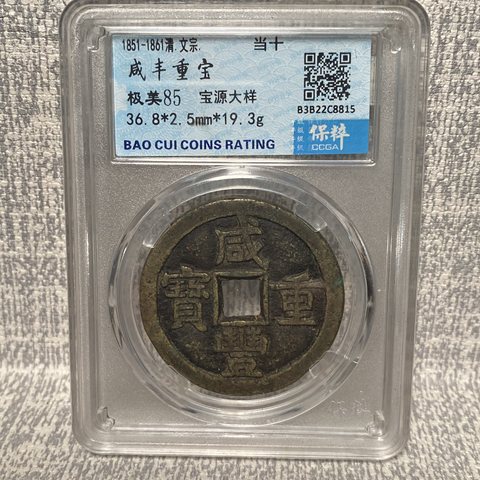 1851-1861清.文宗.
当十
咸丰重宝
极美85 宝源大样
36.8*2.5mm*19.3g
BAO CUI COINS RATING
B3B22C8815
保粹
CCGA
咸
豐
重
寶